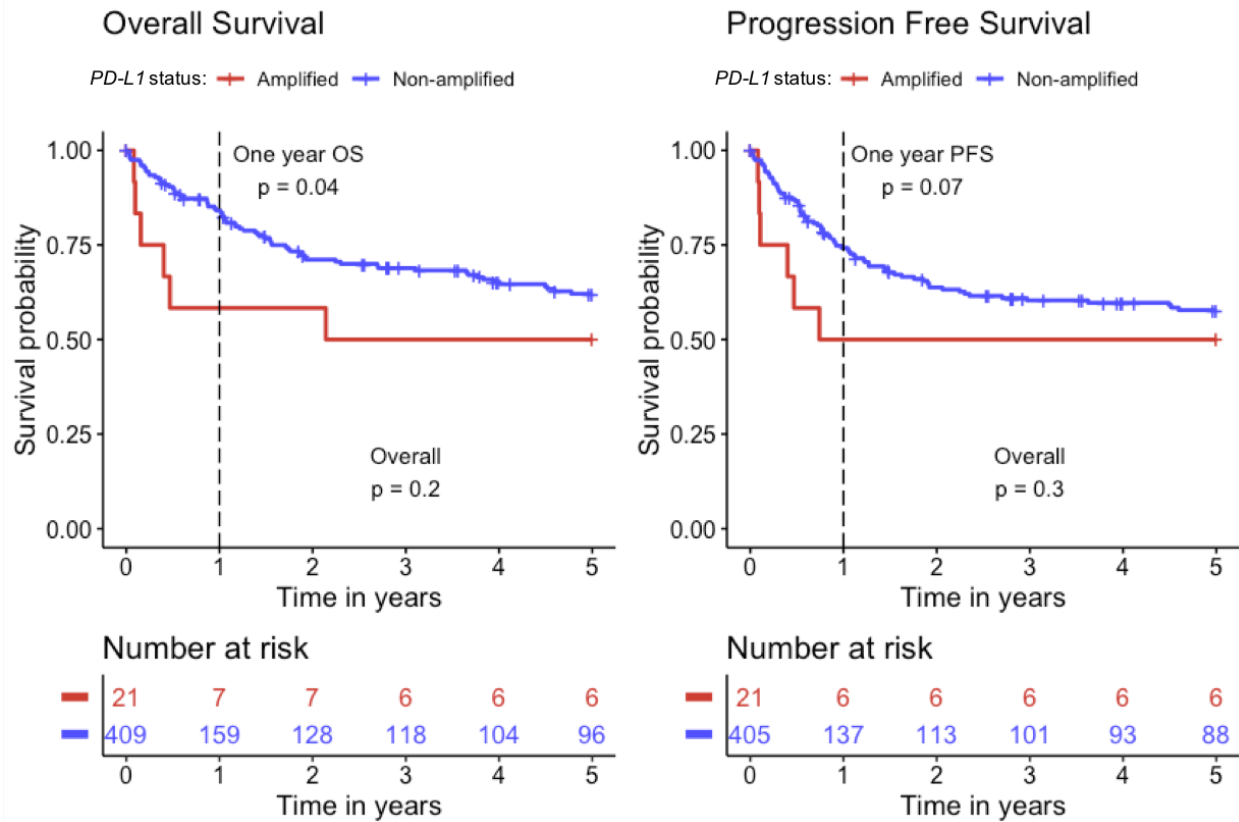 Overall Survival
PD-L1 status: Amplified Non-amplified
1.00
0.75
0.50
0.25
0.00
Survival probability
One year OS
p = 0.04
Overall
p = 0.2
0 1 2 3 4 5
Time in years
Number at risk
21 7 7 6 6 6
409 159 128 118 104 96
0 1 2 3 4 5
Time in years
Progression Free Survival
PD-L1 status: Amplified Non-amplified
1.00
0.75
0.50
0.25
0.00
Survival probability
One year PFS
p = 0.07
Overall
p = 0.3
0 1 2 3 4 5
Time in years
Number at risk
21 6 6 6 6 6
405 137 113 101 93 88
0 1 2 3 4 5
Time in years